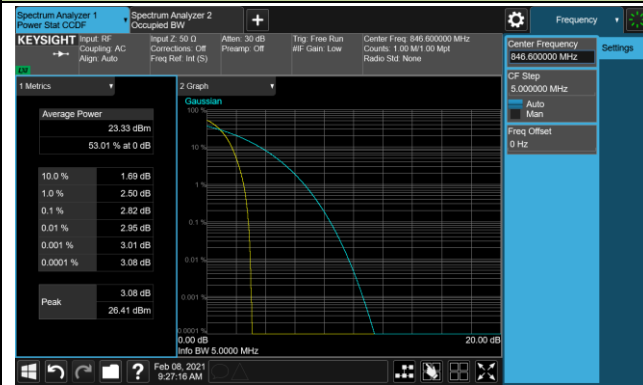 Spectrum Analyzer 1
Power Stat CCDF
Spectrum Analyzer 2
Occupied BW
+
Frequency
KEYSIGHT
Input: RF
Coupling: AC
Align: Auto
Input Z: 50 Ω
Corrections: Off
Freq Ref: Int (S)
Atten: 30 dB
Preamp: Off
Trig: Free Run
#IF Gain: Low
Center Freq: 846.600000 MHz
Counts: 1.00 M/1.00 Mpt
Radio Std: None
Center Frequency
846.600000 MHz
Settings
CF Step
5.000000 MHz
Auto
Man
Freq Offset
0 Hz
1 Metrics
2 Graph
Average Power
23.33 dBm
53.01 % at 0 dB
10.0 % 1.69 dB
1.0 % 2.50 dB
0.1 % 2.82 dB
0.01 % 2.95 dB
0.001 % 3.01 dB
0.0001 % 3.08 dB
Peak
3.08 dB
26.41 dBm
Gaussian
100 %
10 %
1 %
0.1 %
0.01 %
0.001 %
0.0001 %
0.00 dB
20.00 dB
Info BW 5.0000 MHz
?
Feb 08, 2021
9:27:16 AM